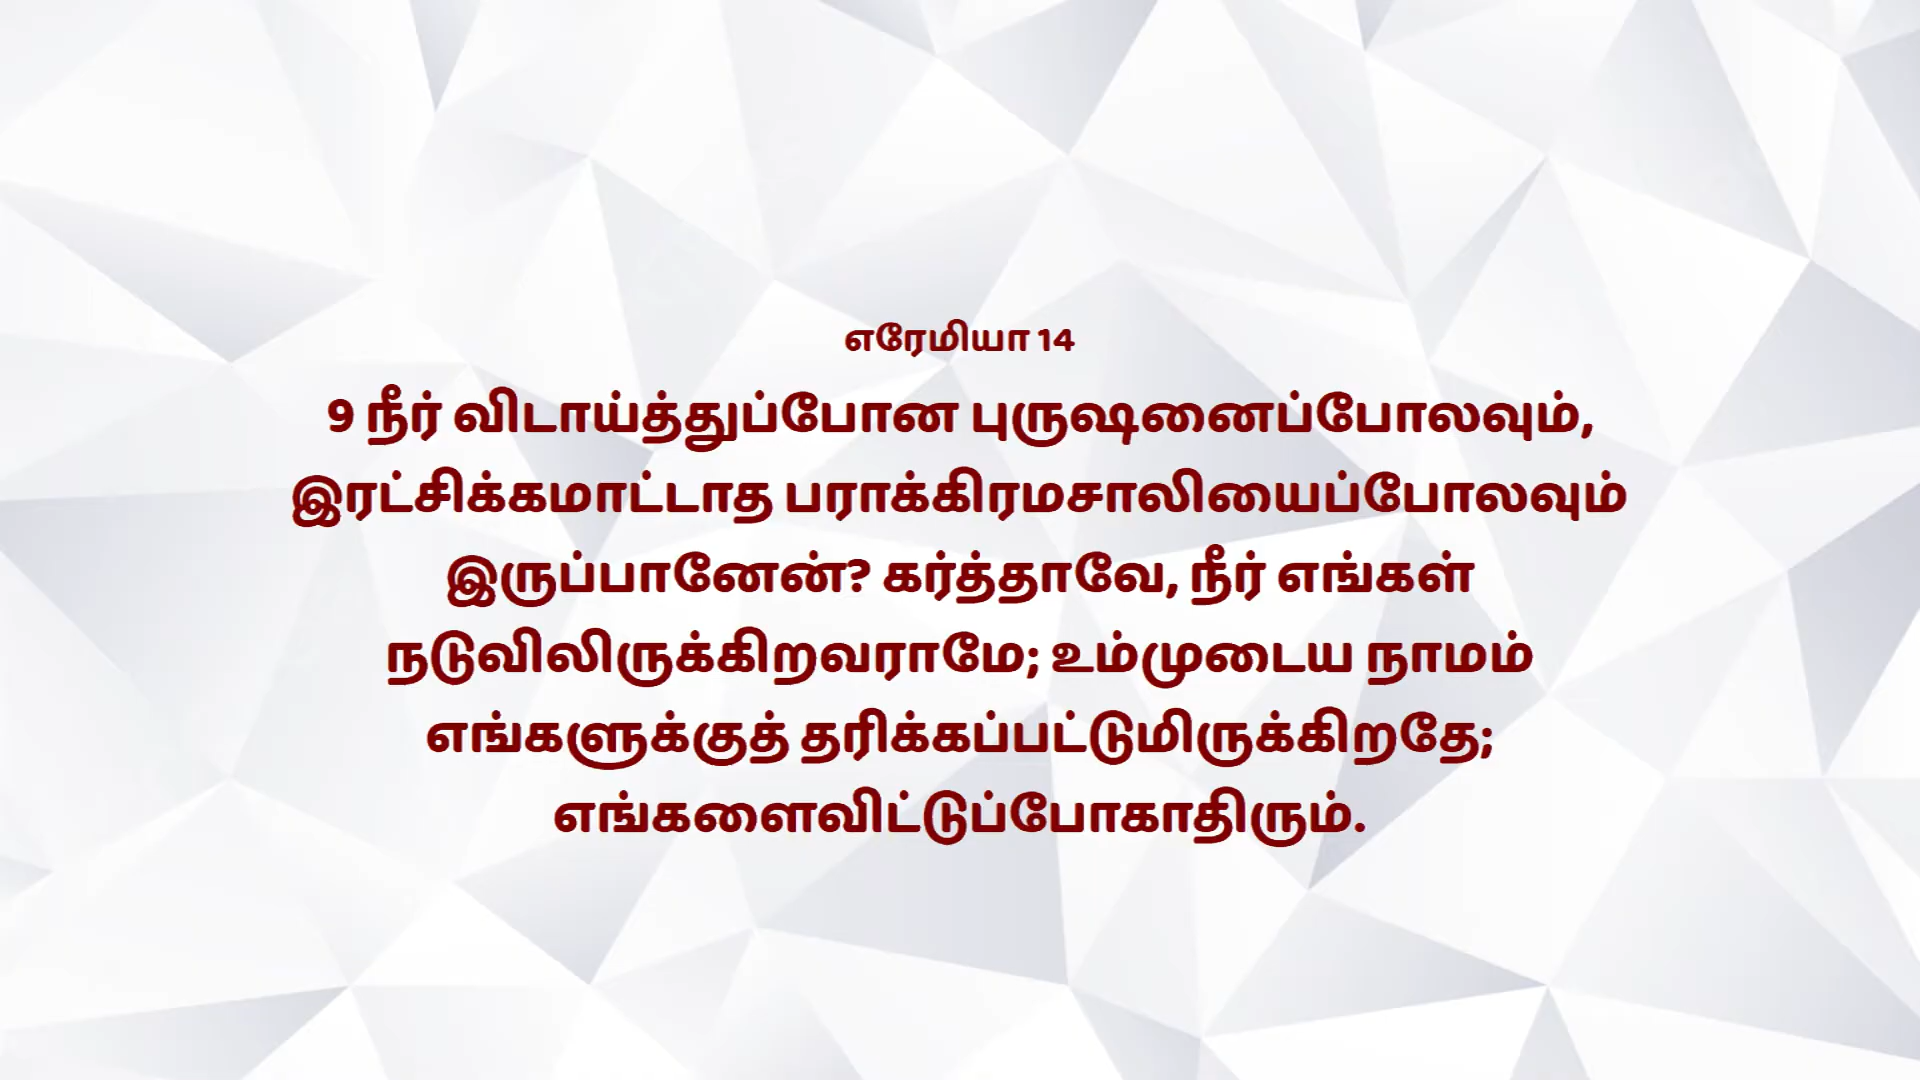 எரேமியா 14
9 நீர் விடாய்த்துப்போன புருஷனைப்போலவும்,
இரட்சிக்கமாட்டாத பராக்கிரமசாலியைப்போலவும்
இருப்பானேன்? கர்த்தாவே, நீர் எங்கள்
நடுவிலிருக்கிறவராமே; உம்முடைய நாமம்
எங்களுக்குத் தரிக்கப்பட்டுமிருக்கிறதே;
எங்களைவிட்டுப்போகாதிரும்.